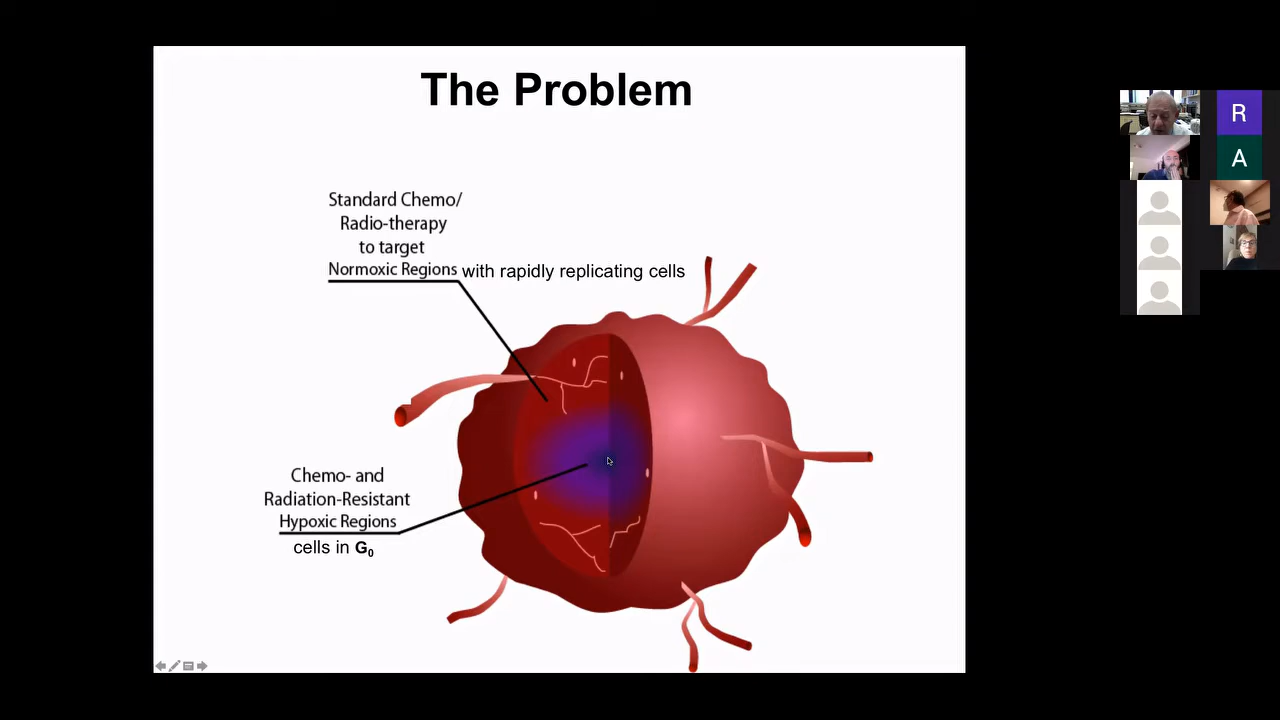 The Problem
Standard Chemo/
Radio-therapy
to target
Normoxic Regions with rapidly replicating cells
Chemo- and
Radiation-Resistant
Hypoxic Regions
cells in G₀
R
A